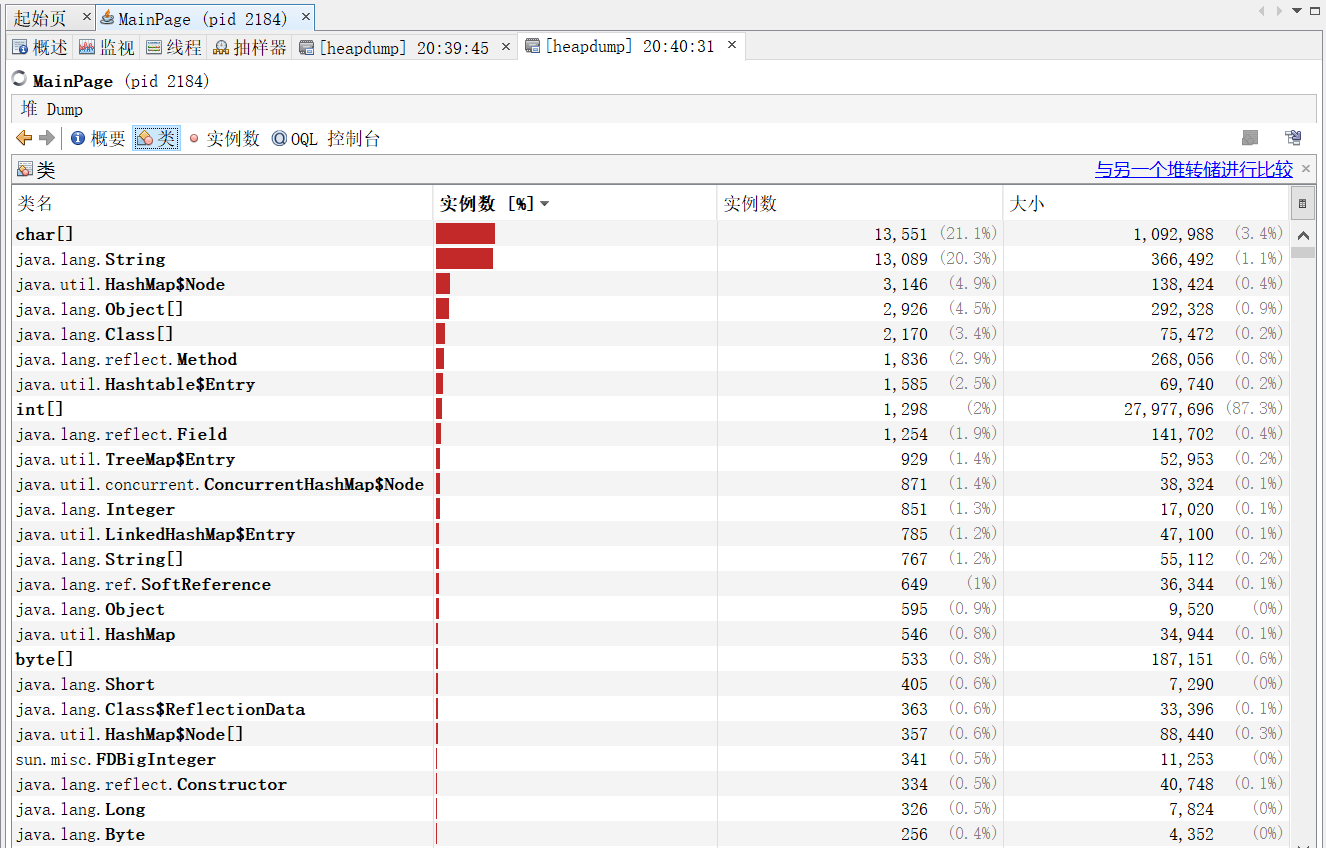 起始页 × MainPage (pid 2184) ×
概述 监视 线程 抽样器 [heapdump] 20:39:45 × [heapdump] 20:40:31 ×
MainPage (pid 2184)
堆 Dump
概要 类 实例数 OQL 控制台
类 与另一个堆转储进行比较 ×
类名 实例数 [%] 实例数 大小
char[] 13,551 (21.1%) 1,092,988 (3.4%)
java.lang.String 13,089 (20.3%) 366,492 (1.1%)
java.util.HashMap$Node 3,146 (4.9%) 138,424 (0.4%)
java.lang.Object[] 2,926 (4.5%) 292,328 (0.9%)
java.lang.Class[] 2,170 (3.4%) 75,472 (0.2%)
java.lang.reflect.Method 1,836 (2.9%) 268,056 (0.8%)
java.util.Hashtable$Entry 1,585 (2.5%) 69,740 (0.2%)
int[] 1,298 (2%) 27,977,696 (87.3%)
java.lang.reflect.Field 1,254 (1.9%) 141,702 (0.4%)
java.util.TreeMap$Entry 929 (1.4%) 52,953 (0.2%)
java.util.concurrent.ConcurrentHashMap$Node 871 (1.4%) 38,324 (0.1%)
java.lang.Integer 851 (1.3%) 17,020 (0.1%)
java.util.LinkedHashMap$Entry 785 (1.2%) 47,100 (0.1%)
java.lang.String[] 767 (1.2%) 55,112 (0.2%)
java.lang.ref.SoftReference 649 (1%) 36,344 (0.1%)
java.lang.Object 595 (0.9%) 9,520 (0%)
java.util.HashMap 546 (0.8%) 34,944 (0.1%)
byte[] 533 (0.8%) 187,151 (0.6%)
java.lang.Short 405 (0.6%) 7,290 (0%)
java.lang.Class$ReflectionData 363 (0.6%) 33,396 (0.1%)
java.util.HashMap$Node[] 357 (0.6%) 88,440 (0.3%)
sun.misc.FDBigInteger 341 (0.5%) 11,253 (0%)
java.lang.reflect.Constructor 334 (0.5%) 40,748 (0.1%)
java.lang.Long 326 (0.5%) 7,824 (0%)
java.lang.Byte 256 (0.4%) 4,352 (0%)